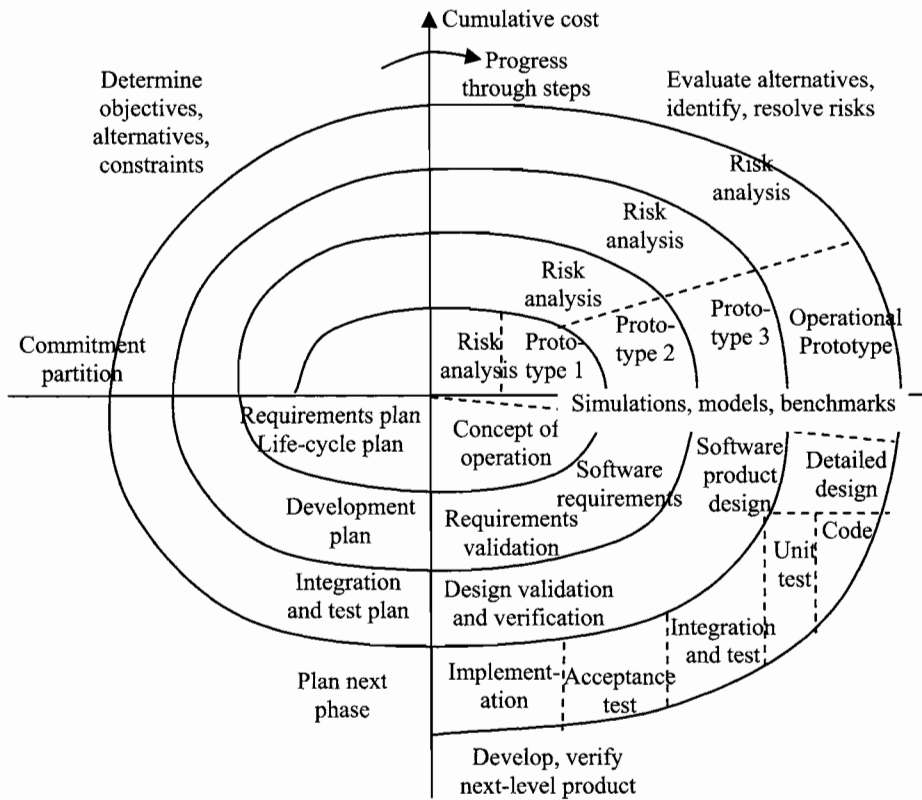 Cumulative cost
Progress
through steps
Determine
objectives,
alternatives,
constraints
Evaluate alternatives,
identify, resolve risks
Risk
analysis
Risk
analysis
Risk
analysis
Risk
analysis
Proto-
type 1
Proto-
type 2
Proto-
type 3
Operational
Prototype
Commitment
partition
Simulations, models, benchmarks
Requirements plan
Life-cycle plan
Concept of
operation
Software
requirements
Software
product
design
Detailed
design
Development
plan
Requirements
validation
Code
Unit
test
Integration
and test plan
Design validation
and verification
Integration
and test
Plan next
phase
Implement-
ation
Acceptance
test
Develop, verify
next-level product